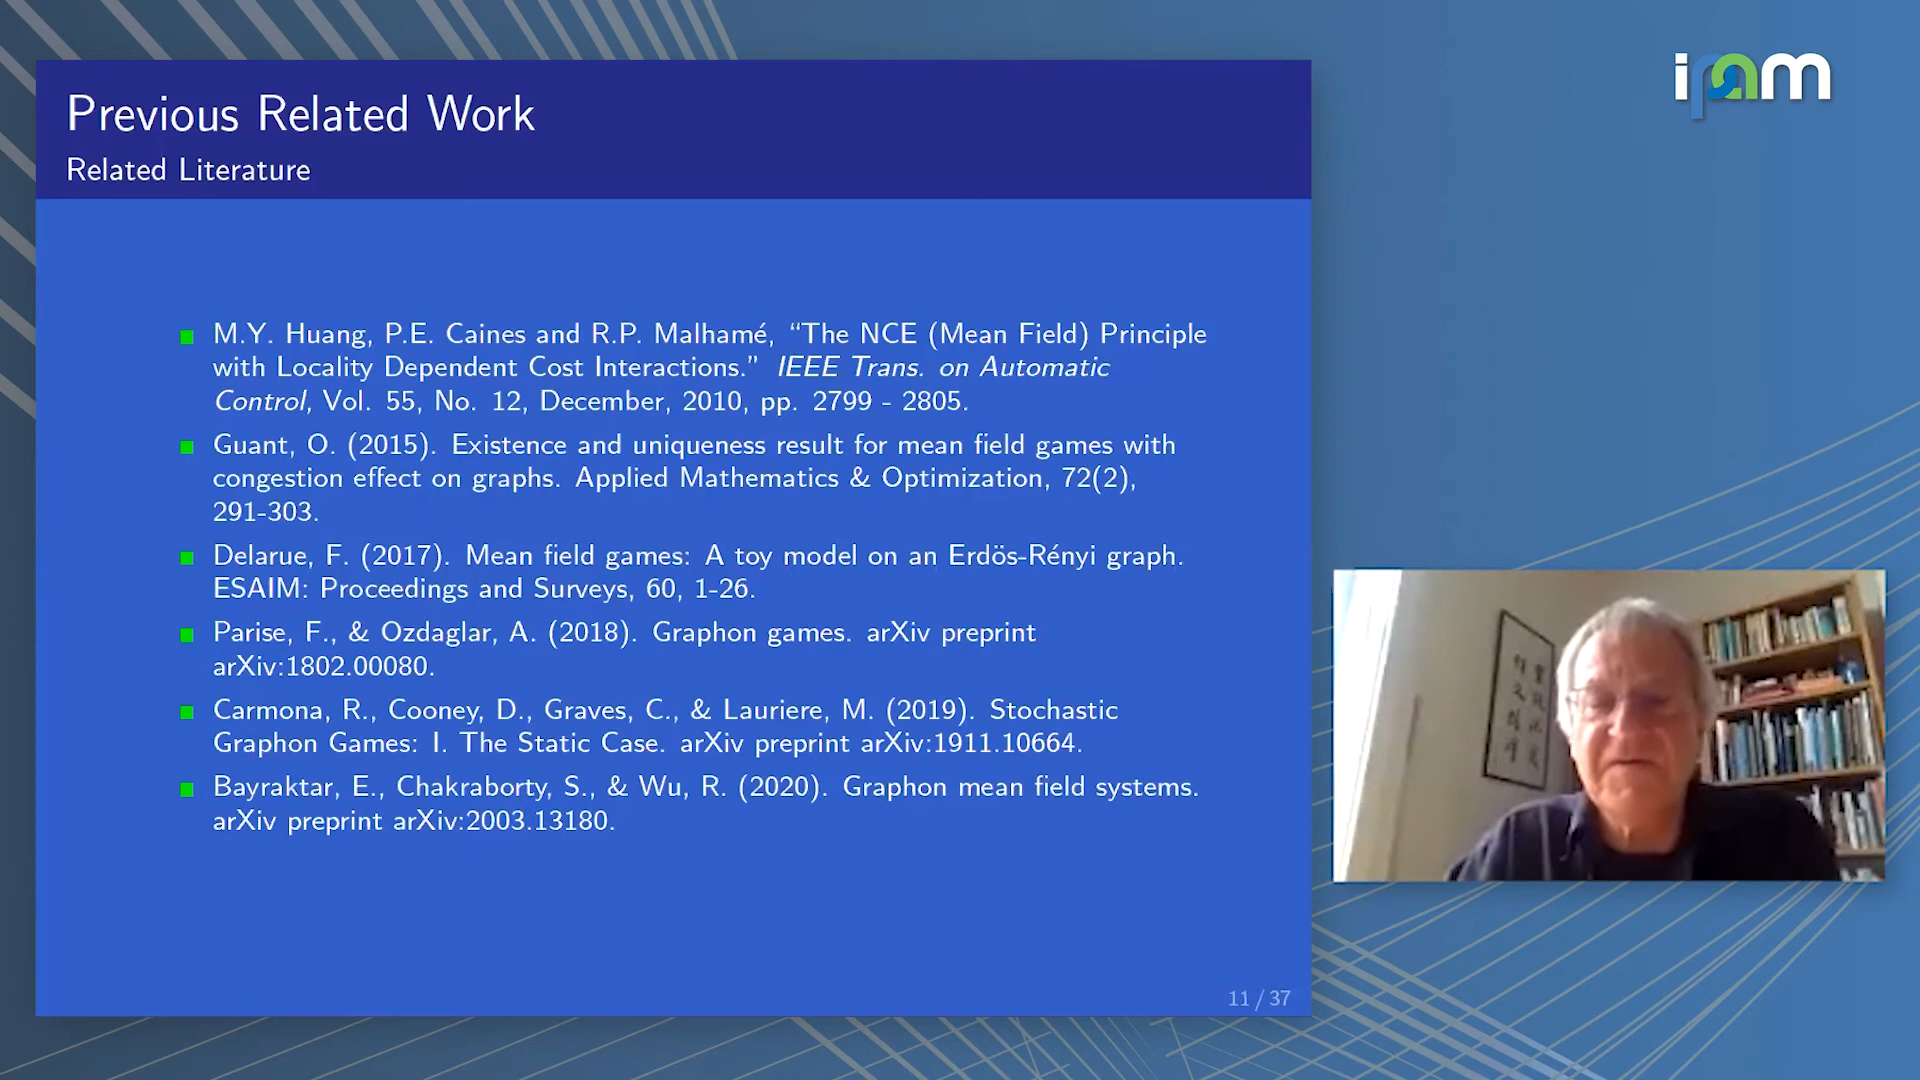 ipam
Previous Related Work
Related Literature
M.Y. Huang, P.E. Caines and R.P. Malhamé, “The NCE (Mean Field) Principle
with Locality Dependent Cost Interactions.” IEEE Trans. on Automatic
Control, Vol. 55, No. 12, December, 2010, pp. 2799 - 2805.
Guant, O. (2015). Existence and uniqueness result for mean field games with
congestion effect on graphs. Applied Mathematics & Optimization, 72(2),
291-303.
Delarue, F. (2017). Mean field games: A toy model on an Erdös-Rényi graph.
ESAIM: Proceedings and Surveys, 60, 1-26.
Parise, F., & Ozdaglar, A. (2018). Graphon games. arXiv preprint
arXiv:1802.00080.
Carmona, R., Cooney, D., Graves, C., & Lauriere, M. (2019). Stochastic
Graphon Games: I. The Static Case. arXiv preprint arXiv:1911.10664.
Bayraktar, E., Chakraborty, S., & Wu, R. (2020). Graphon mean field systems.
arXiv preprint arXiv:2003.13180.
11 / 37